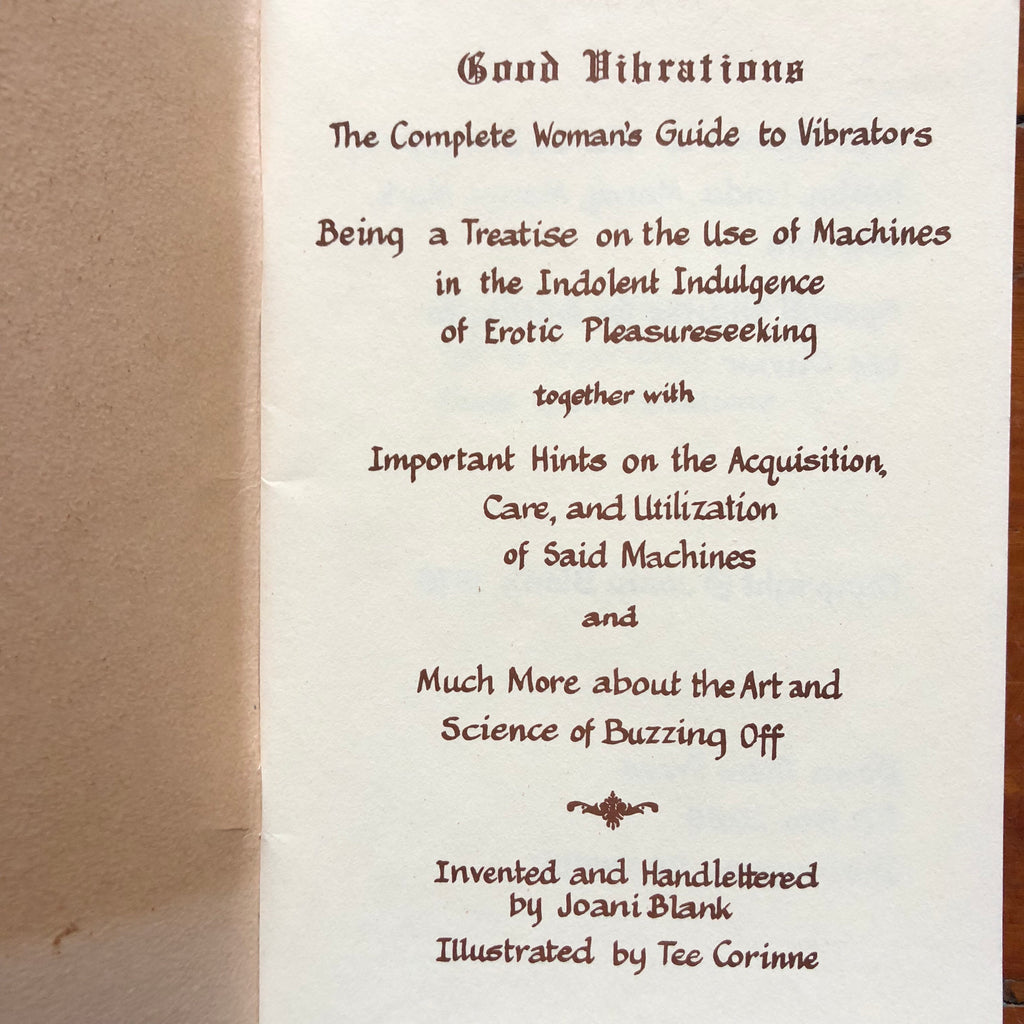 Good Vibrations
The Complete Woman's Guide to Vibrators
Being a Treatise on the Use of Machines
in the Indolent Indulgence
of Erotic Pleasureseeking
together with
Important Hints on the Acquisition,
Care, and Utilization
of Said Machines
and
Much More about the Art and
Science of Buzzing Off
Invented and Handlettered
by Joani Blank
Illustrated by Tee Corinne